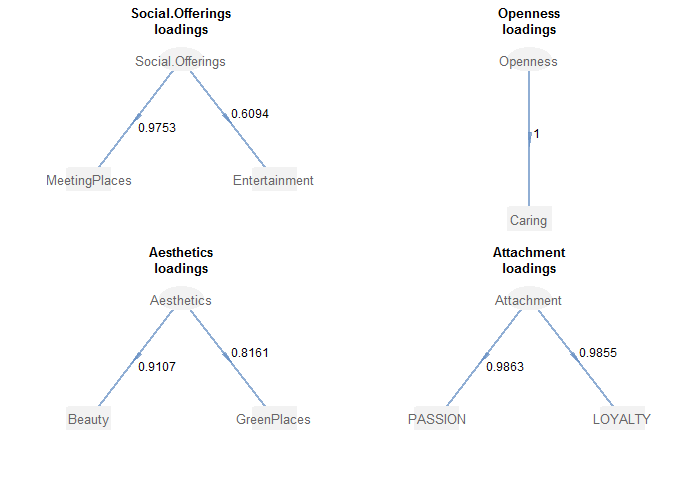 Social.Offerings
loadings
Social.Offerings
0.9753
0.6094
MeetingPlaces
Entertainment
Openness
loadings
Openness
1
Caring
Aesthetics
loadings
Aesthetics
0.9107
0.8161
Beauty
GreenPlaces
Attachment
loadings
Attachment
0.9863
0.9855
PASSION
LOYALTY